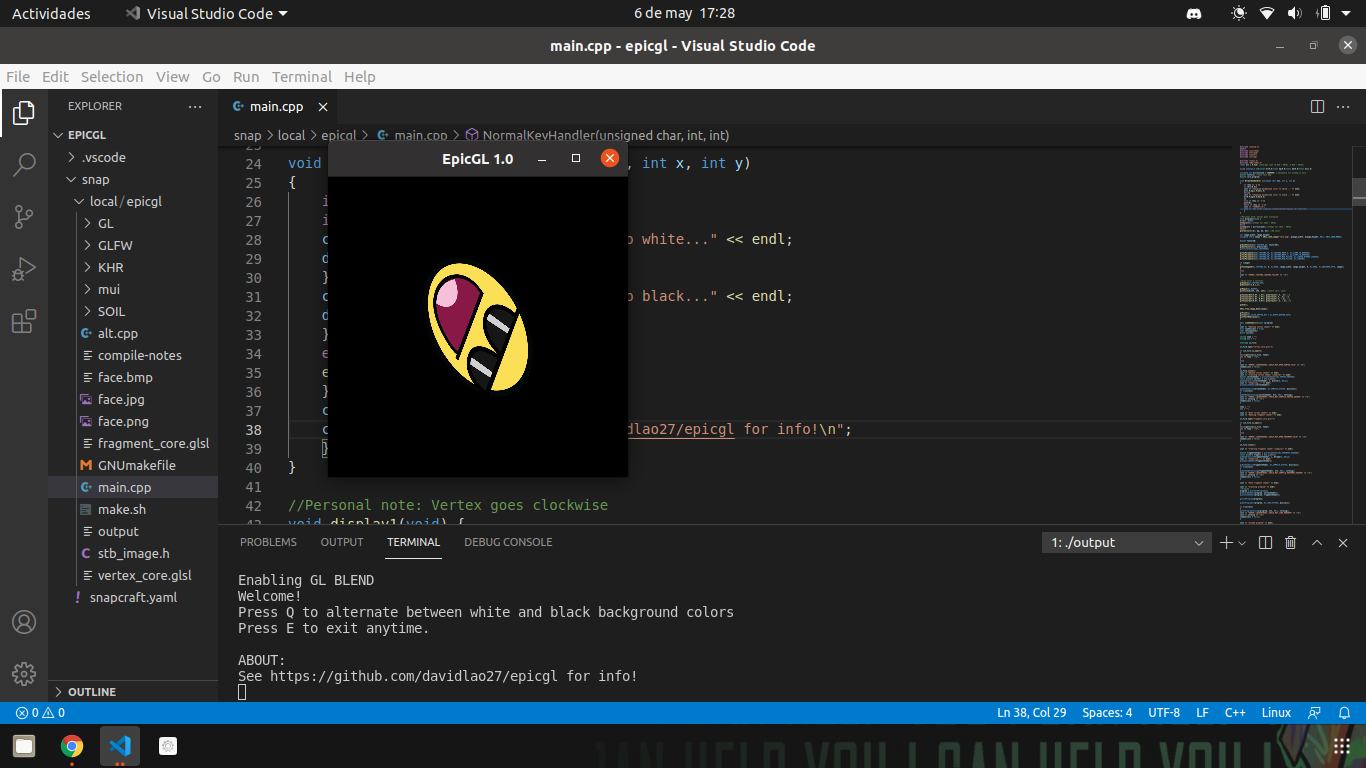 Actividades
Visual Studio Code
6 de may 17:28
main.cpp - epicgl - Visual Studio Code
File Edit Selection View Go Run Terminal Help
EXPLORER
EPICGL
.vscode
snap
local/epicgl
GL
GLFW
KHR
mui
SOIL
alt.cpp
compile-notes
face.bmp
face.jpg
face.png
fragment_core.glsl
GNUmakefile
main.cpp
make.sh
output
stb_image.h
vertex_core.glsl
snapcraft.yaml
OUTLINE
main.cpp
snap > local > epicgl > main.cpp > NormalKeyHandler(unsigned char, int, int)
EpicGL 1.0
24 void , int x, int y)
25 {
26 i
27 i
28 c o white..." << endl;
29 d
30 }
31 c o black..." << endl;
32 d
33 }
34 e
35 e
36 }
37 c
38 c dlao27/epicgl for info!\n";
39 }
40 }
41
42 //Personal note: Vertex goes clockwise
43 void display1(void) {
PROBLEMS OUTPUT TERMINAL DEBUG CONSOLE
1: ./output
Enabling GL BLEND
Welcome!
Press Q to alternate between white and black background colors
Press E to exit anytime.
ABOUT:
See https://github.com/davidlao27/epicgl for info!
0 0
Ln 38, Col 29 Spaces: 4 UTF-8 LF C++ Linux